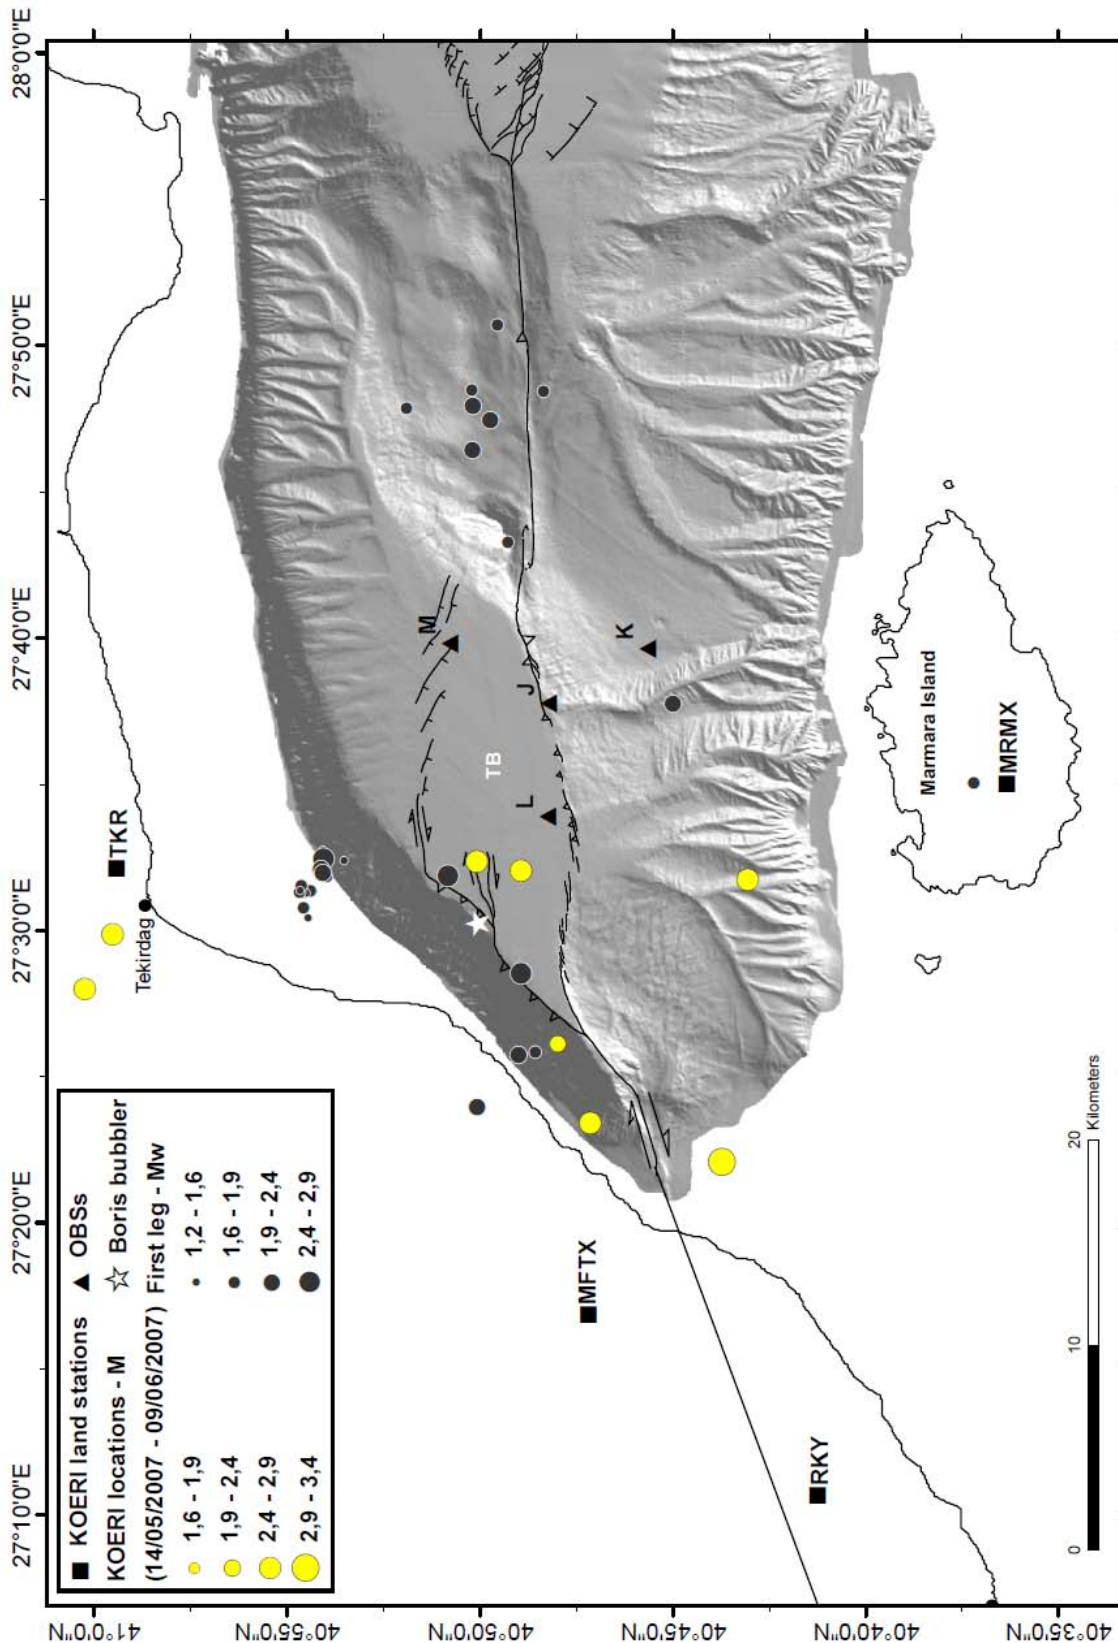 27°10'0"E
27°20'0"E
27°30'0"E
27°40'0"E
27°50'0"E
28°0'0"E
41°0'0"N
40°55'0"N
40°50'0"N
40°45'0"N
40°40'0"N
40°35'0"N
KOERI land stations
OBSs
KOERI locations - M
Boris bubbler
(14/05/2007 - 09/06/2007)
First leg - Mw
1,6 - 1,9
1,2 - 1,6
1,9 - 2,4
1,6 - 1,9
2,4 - 2,9
1,9 - 2,4
2,9 - 3,4
2,4 - 2,9
TKR
Tekirdag
M
TB
L
J
K
MFTX
RKY
Marmara Island
MRMX
0
10
20
Kilometers